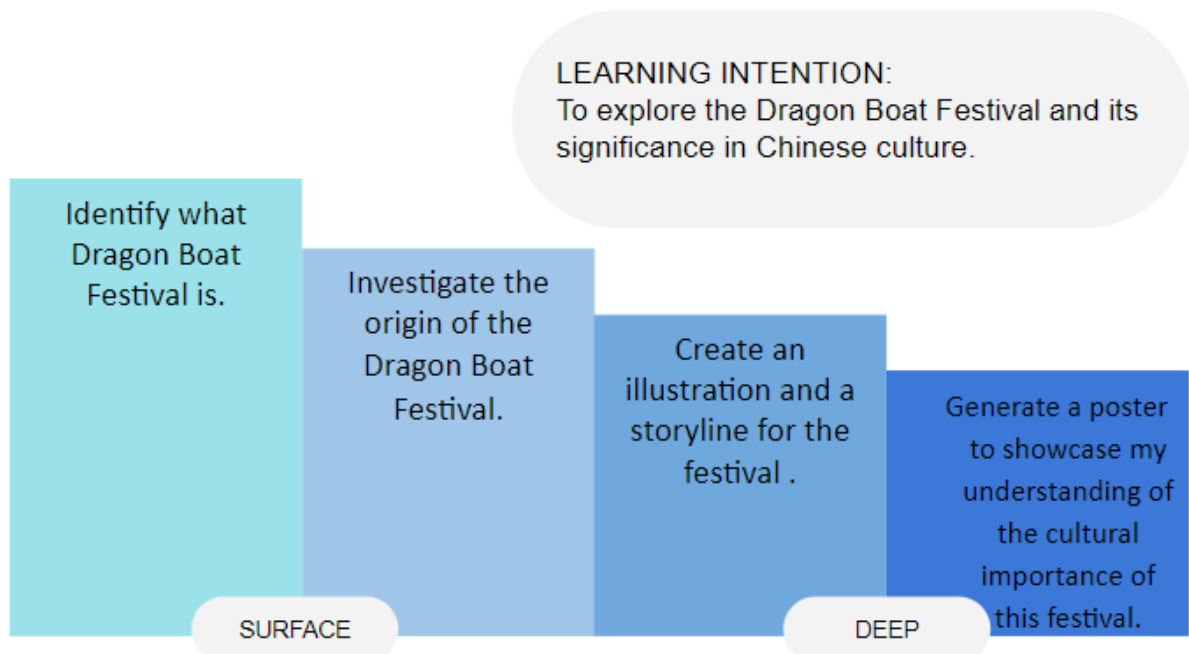 LEARNING INTENTION:
To explore the Dragon Boat Festival and its
significance in Chinese culture.
Identify what
Dragon Boat
Festival is.
Investigate the
origin of the
Dragon Boat
Festival.
Create an
illustration and a
storyline for the
festival .
Generate a poster
to showcase my
understanding of
the cultural
importance of
this festival.
SURFACE
DEEP